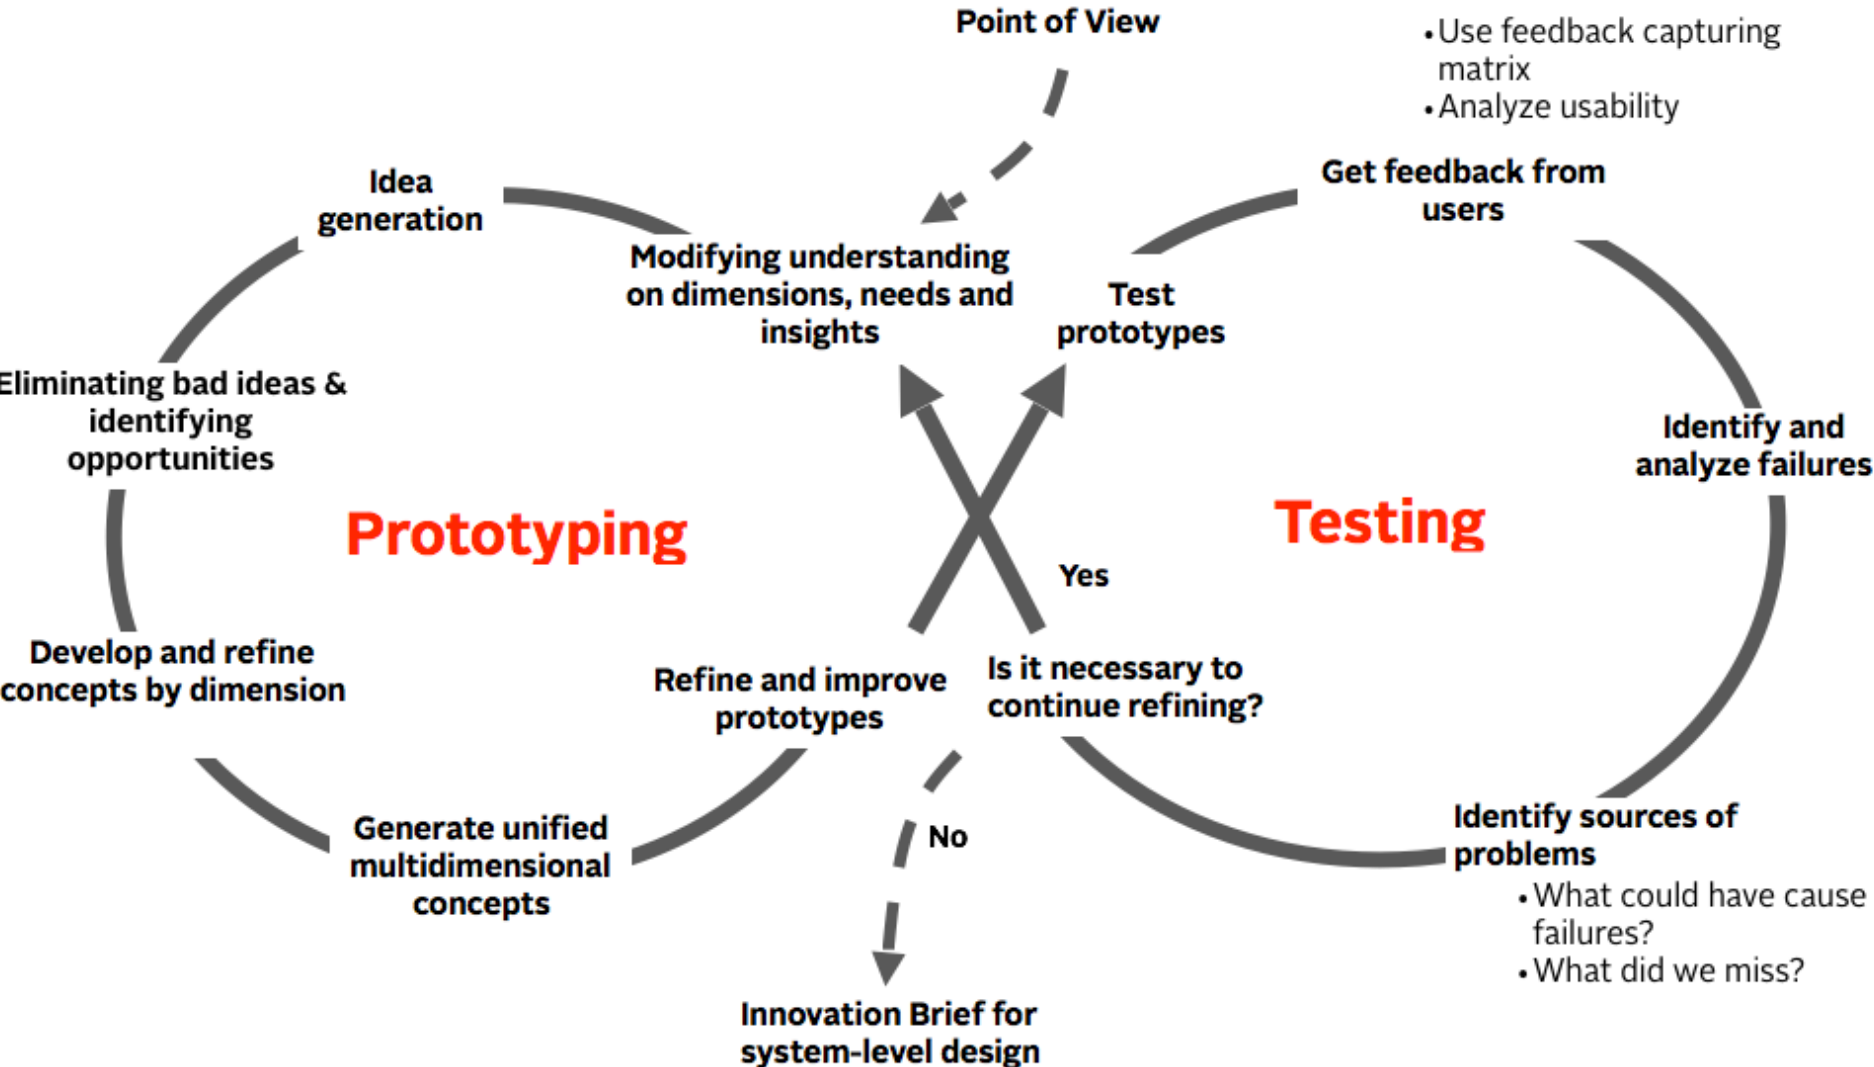 Point of View
• Use feedback capturing
matrix
• Analyze usability
Idea
generation
Modifying understanding
on dimensions, needs and
insights
Test
prototypes
Get feedback from
users
Eliminating bad ideas &
identifying
opportunities
Identify and
analyze failures
Prototyping
Testing
Yes
Develop and refine
concepts by dimension
Refine and improve
prototypes
Is it necessary to
continue refining?
Generate unified
multidimensional
concepts
No
Identify sources of
problems
• What could have cause
failures?
• What did we miss?
Innovation Brief for
system-level design